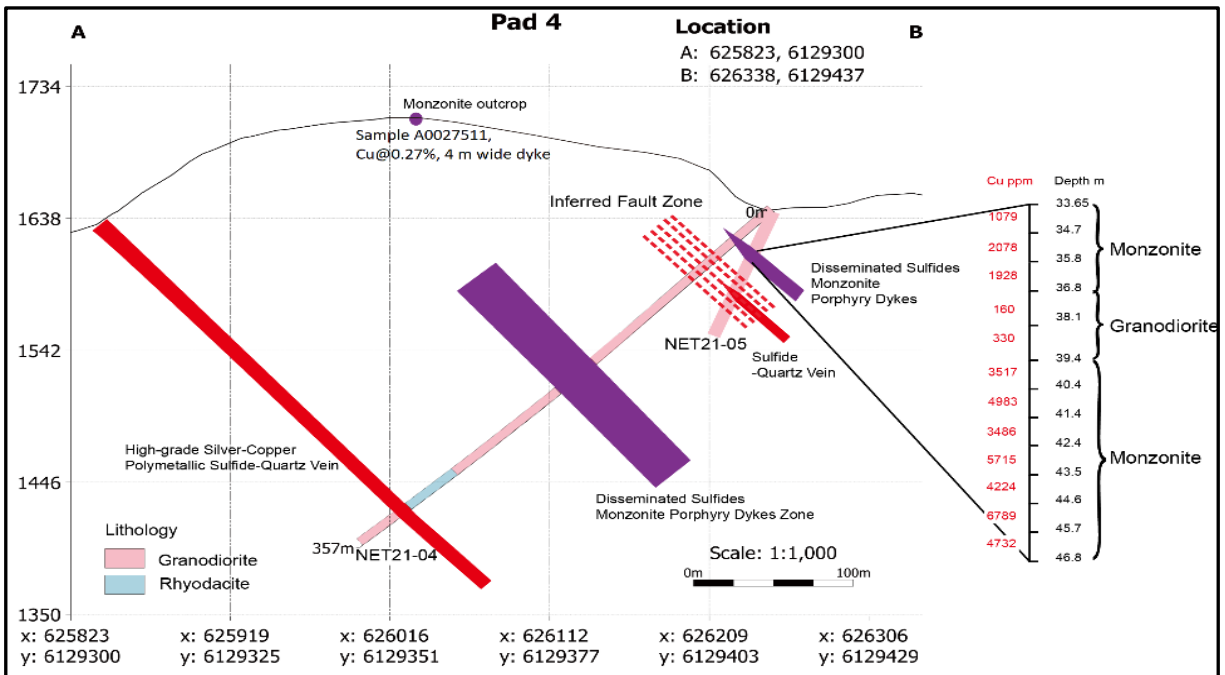 Pad 4
A
Location
B
A: 625823, 6129300
B: 626338, 6129437
1734
1638
1542
1446
1350
Monzonite outcrop
Sample A0027511,
Cu@0.27%, 4 m wide dyke
Inferred Fault Zone
0m
Disseminated Sulfides
Monzonite
Porphyry Dykes
NET21-05
Sulfide
-Quartz Vein
High-grade Silver-Copper
Polymetallic Sulfide-Quartz Vein
Disseminated Sulfides
Monzonite Porphyry Dykes Zone
357m
NET21-04
Lithology
Granodiorite
Rhyodacite
Scale: 1:1,000
0m 100m
Cu ppm
1079
2078
1928
160
330
3517
4983
3486
5715
4224
6789
4732
Depth m
33.65
34.7
35.8
36.8
38.1
39.4
40.4
41.4
42.4
43.5
44.6
45.7
46.8
Monzonite
Granodiorite
Monzonite
x: 625823 x: 625919 x: 626016 x: 626112 x: 626209 x: 626306
y: 6129300 y: 6129325 y: 6129351 y: 6129377 y: 6129403 y: 6129429